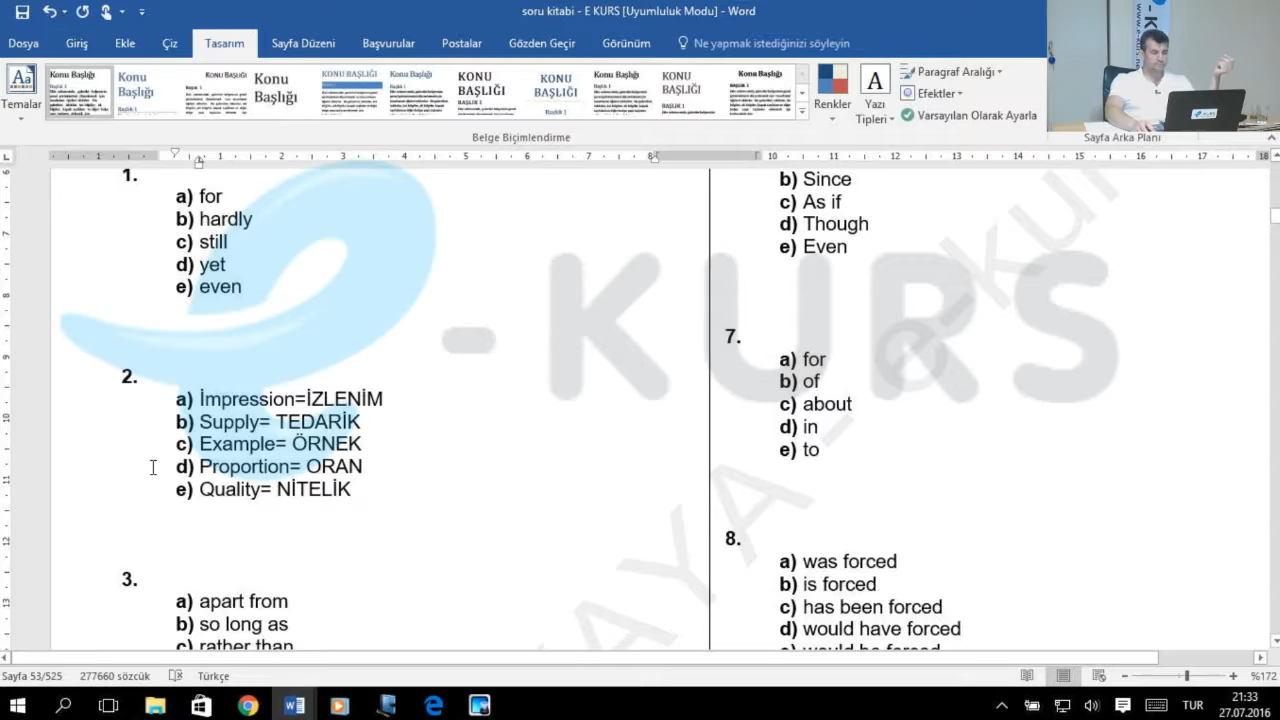 soru kitabi - E KURS [Uyumluluk Modu] - Word
Dosya Giriş Ekle Çiz Tasarım Sayfa Düzeni Başvurular Postalar Gözden Geçir Görünüm Ne yapmak istediğinizi söyleyin
Temalar
Konu Başlığı
Konu Başlığı
Konu Başlığı
Konu Başlığı
KONU BAŞLIĞI
Konu Başlığı
KONU BAŞLIĞI
KONU BAŞLIĞI
Konu Başlığı
KONU BAŞLIĞI
Konu Başlığı
Renkler
Yazı Tipleri
Paragraf Aralığı
Efektler
Varsayılan Olarak Ayarla
Belge Biçimlendirme
Sayfa Arka Planı
1.
a) for
b) hardly
c) still
d) yet
e) even
2.
a) İmpression=İZLENİM
b) Supply= TEDARİK
c) Example= ÖRNEK
d) Proportion= ORAN
e) Quality= NİTELİK
3.
a) apart from
b) so long as
c) rather than
b) Since
c) As if
d) Though
e) Even
7.
a) for
b) of
c) about
d) in
e) to
8.
a) was forced
b) is forced
c) has been forced
d) would have forced
e) would be forced
- KURS
Sayfa 53/525 277660 sözcük Türkçe
%172
TUR
21:33
27.07.2016